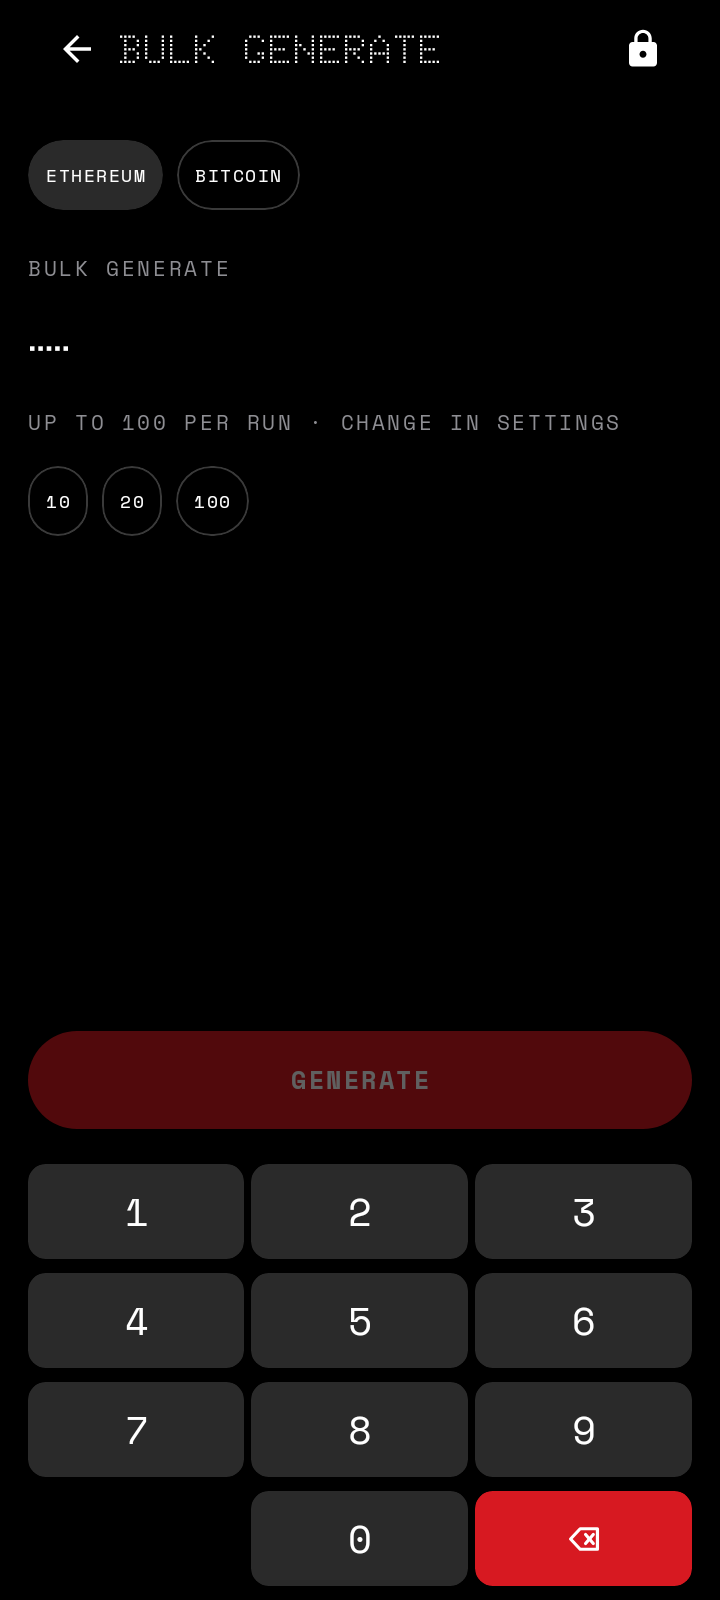 BULK GENERATE
ETHEREUM BITCOIN
BULK GENERATE
UP TO 100 PER RUN · CHANGE IN SETTINGS
10 20 100
GENERATE
1 2 3
4 5 6
7 8 9
0